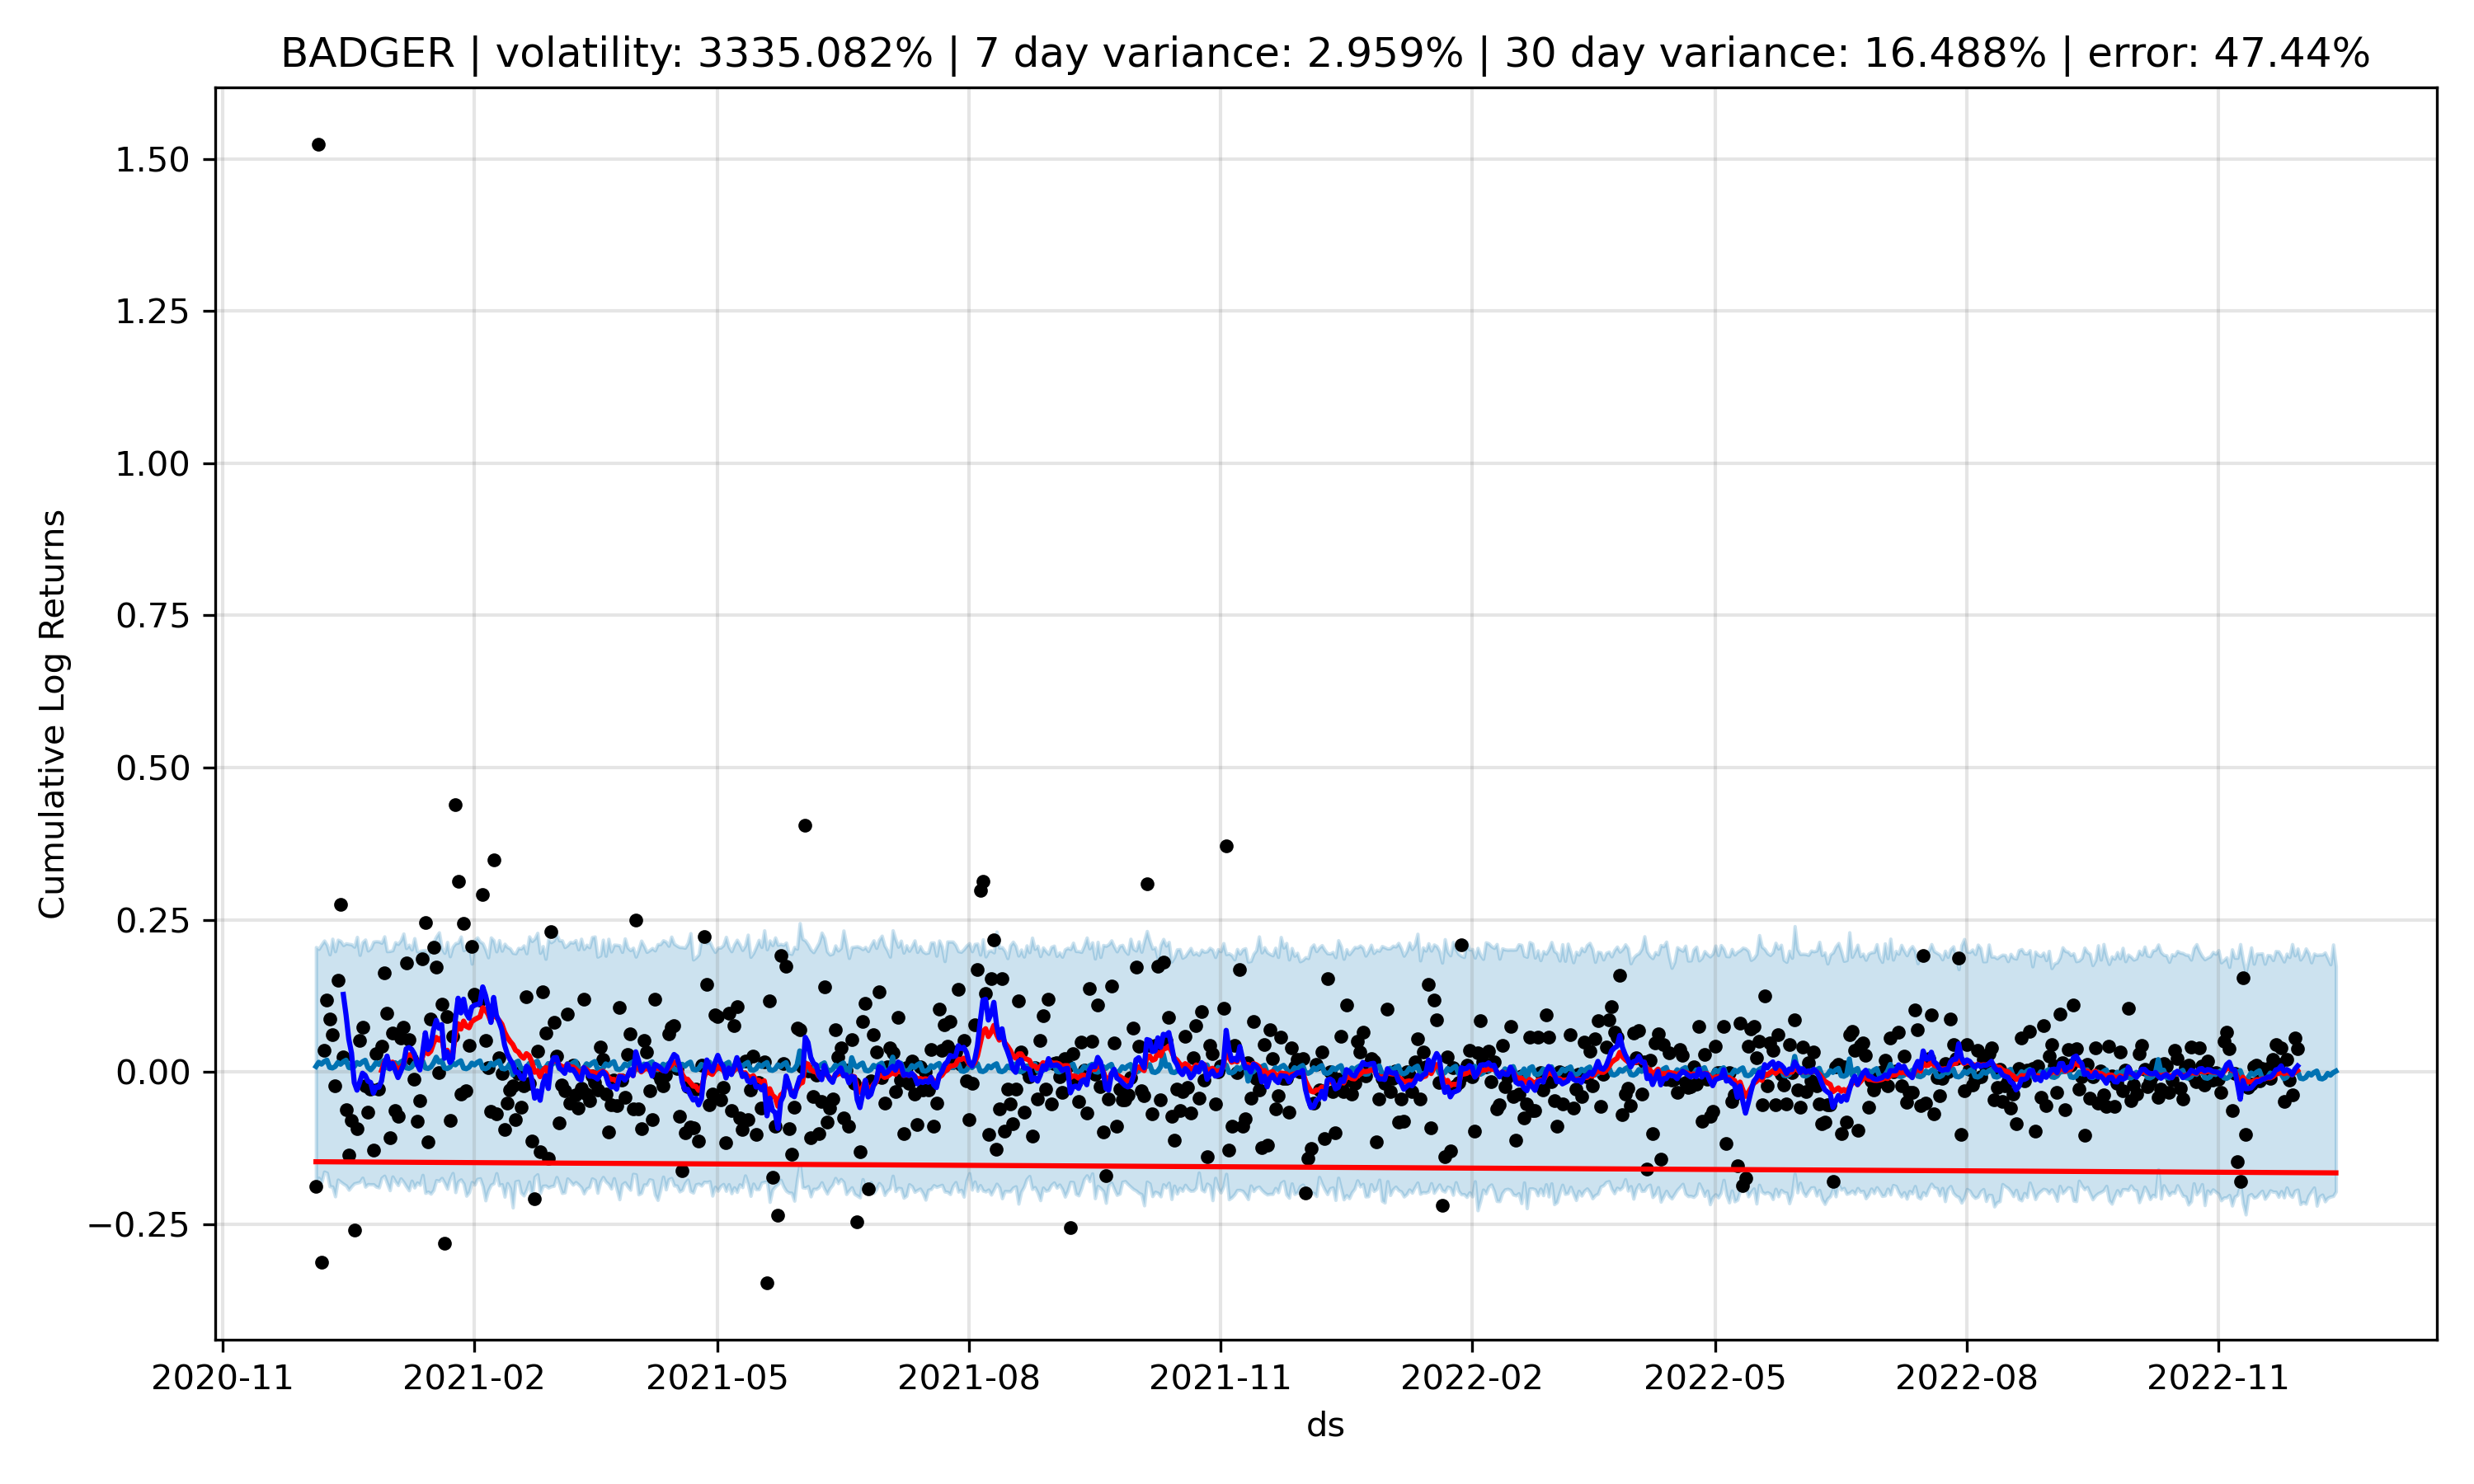 BADGER | volatility: 3335.082% | 7 day variance: 2.959% | 30 day variance: 16.488% | error: 47.44%
1.50
1.25
1.00
0.75
0.50
0.25
0.00
−0.25
Cumulative Log Returns
2020-11 2021-02 2021-05 2021-08 2021-11 2022-02 2022-05 2022-08 2022-11
ds